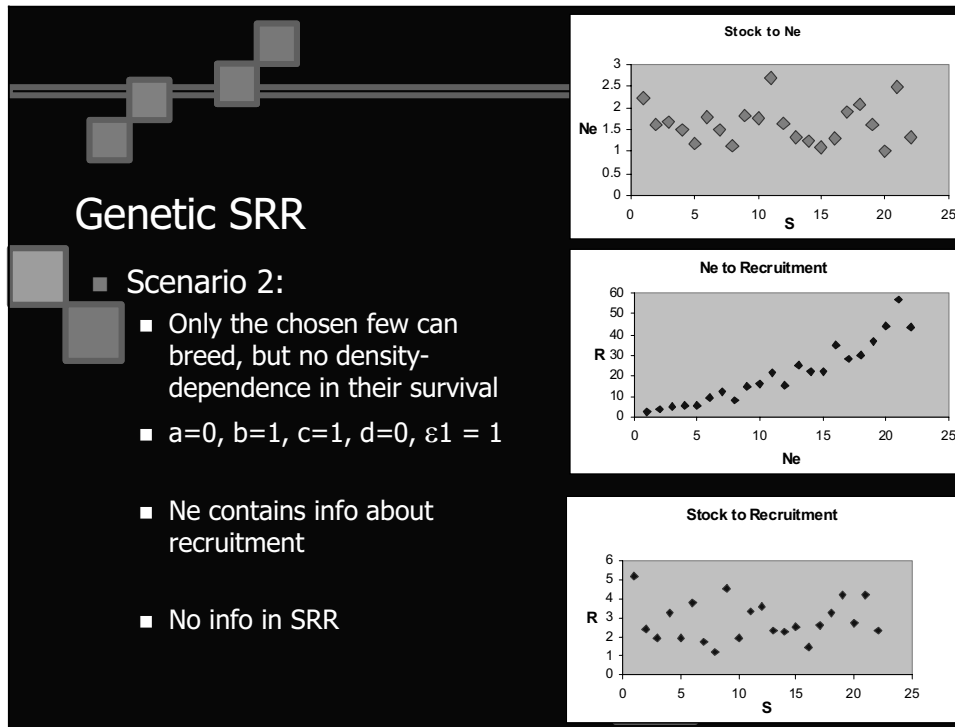 Genetic SRR
Scenario 2:
Only the chosen few can
breed, but no density-
dependence in their survival
a=0, b=1, c=1, d=0, ε1 = 1
Ne contains info about
recruitment
No info in SRR
Stock to Ne
3
2.5
2
1.5
1
0.5
0
Ne
0 5 10 15 20 25
S
Ne to Recruitment
60
50
40
30
20
10
0
R
0 5 10 15 20 25
Ne
Stock to Recruitment
6
5
4
3
2
1
0
R
0 5 10 15 20 25
S